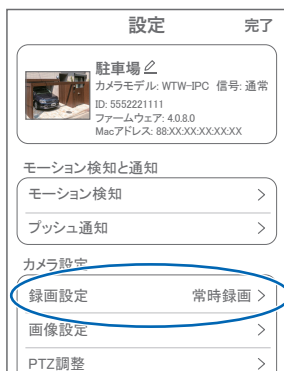 設定 完了
駐車場
カメラモデル: WTW-IPC 信号: 通常
ID: 5552221111
ファームウェア: 4.0.8.0
Macアドレス: 88:XX:XX:XX:XX:XX
モーション検知と通知
モーション検知
プッシュ通知
カメラ設定
録画設定 常時録画
画像設定
PTZ調整